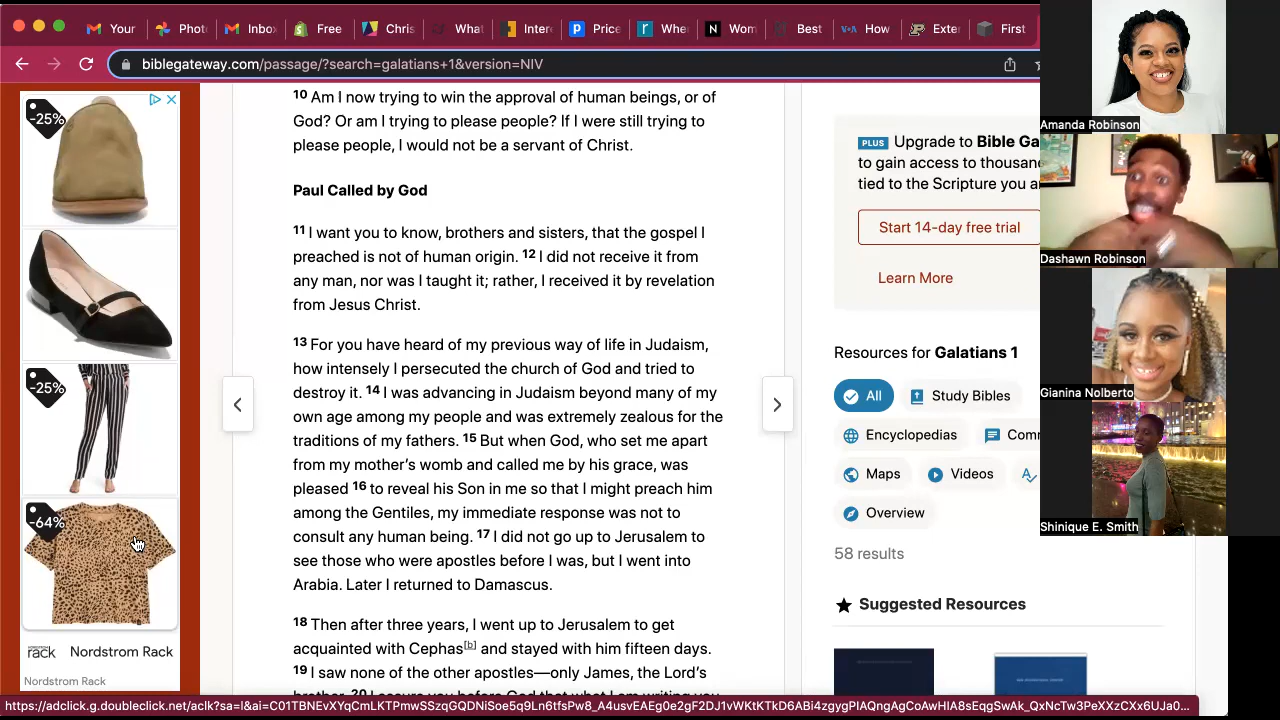 Your
Phot
Inbo
Free
Chris
What
Inter
Price
Wher
Wom
Best
VOA
How
Exter
First
biblegateway.com/passage/?search=galatians+1&version=NIV
-25%
-25%
-64%
rack Nordstrom Rack
Nordstrom Rack
10 Am I now trying to win the approval of human beings, or of
God? Or am I trying to please people? If I were still trying to
please people, I would not be a servant of Christ.
Paul Called by God
11 I want you to know, brothers and sisters, that the gospel I
preached is not of human origin. 12 I did not receive it from
any man, nor was I taught it; rather, I received it by revelation
from Jesus Christ.
13 For you have heard of my previous way of life in Judaism,
how intensely I persecuted the church of God and tried to
destroy it. 14 I was advancing in Judaism beyond many of my
own age among my people and was extremely zealous for the
traditions of my fathers. 15 But when God, who set me apart
from my mother’s womb and called me by his grace, was
pleased 16 to reveal his Son in me so that I might preach him
among the Gentiles, my immediate response was not to
consult any human being. 17 I did not go up to Jerusalem to
see those who were apostles before I was, but I went into
Arabia. Later I returned to Damascus.
18 Then after three years, I went up to Jerusalem to get
acquainted with Cephas[b] and stayed with him fifteen days.
19 I saw none of the other apostles—only James, the Lord’s
PLUS Upgrade to Bible Ga
to gain access to thousan
tied to the Scripture you a
Start 14-day free trial
Learn More
Resources for Galatians 1
All
Study Bibles
Encyclopedias
Comm
Maps
Videos
Overview
58 results
Suggested Resources
Amanda Robinson
Dashawn Robinson
Gianina Nolberto
Shinique E. Smith